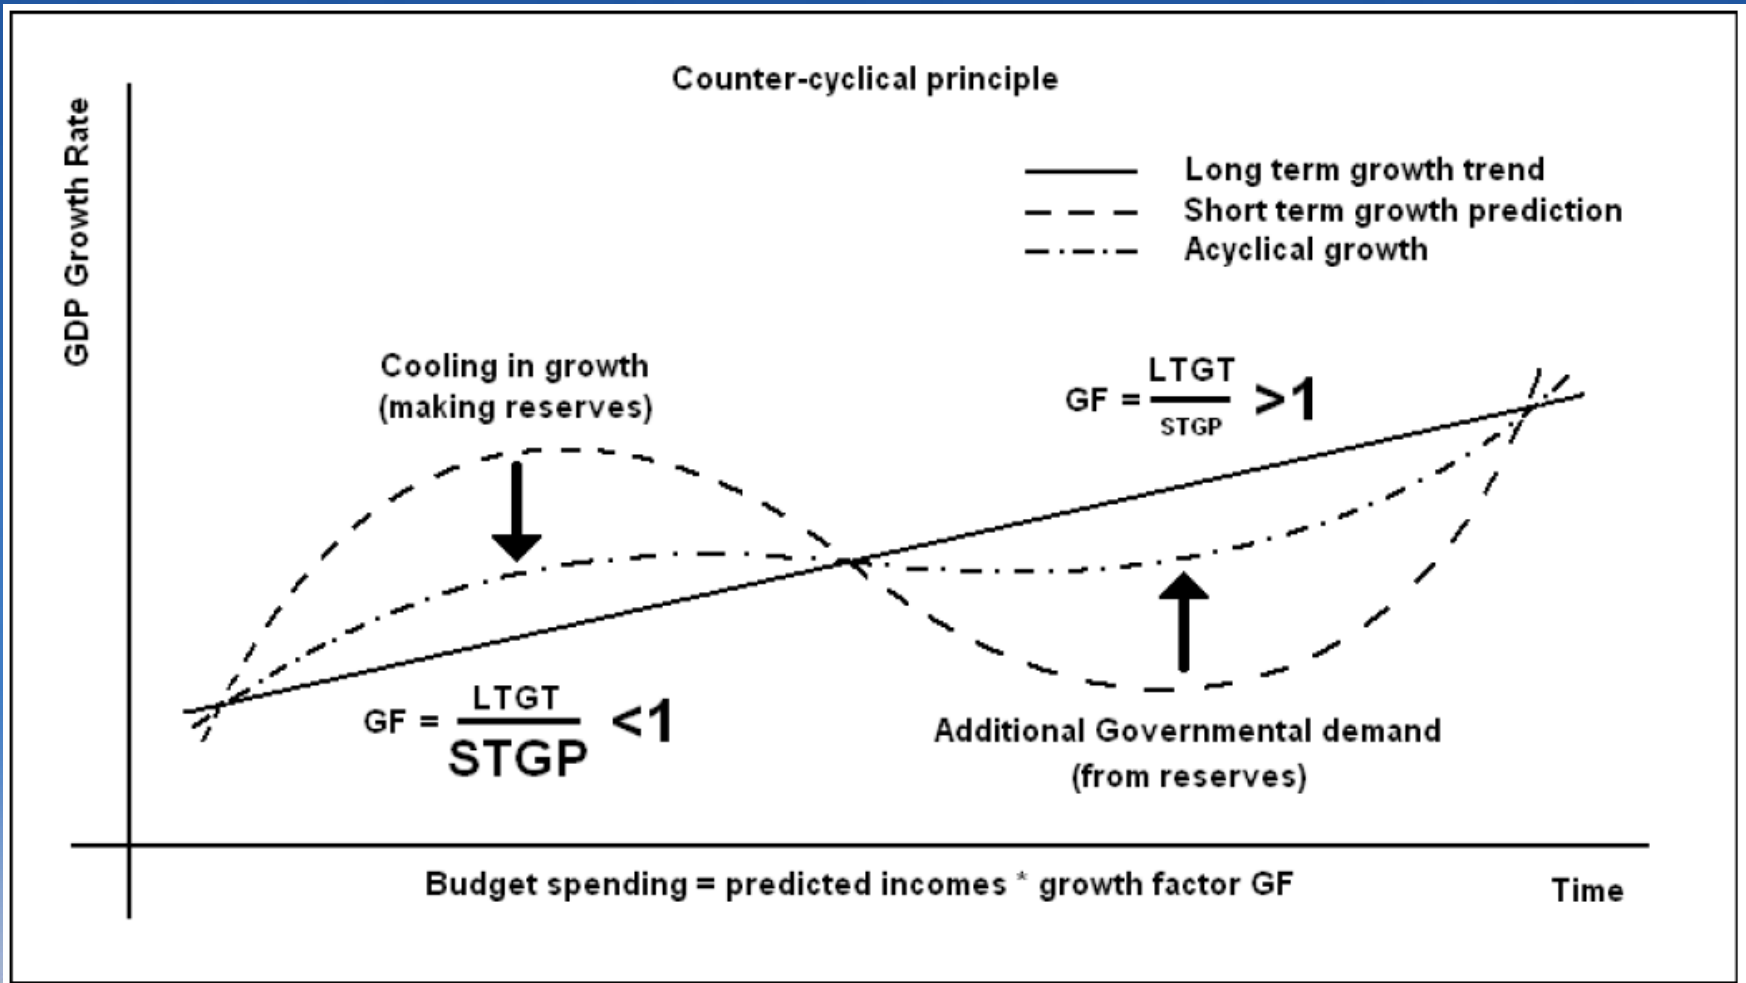 Counter-cyclical principle
GDP Growth Rate
Long term growth trend
Short term growth prediction
Acyclical growth
Cooling in growth
(making reserves)
GF = LTGT
STGP
>1
GF = LTGT
STGP
<1
Additional Governmental demand
(from reserves)
Budget spending = predicted incomes * growth factor GF
Time